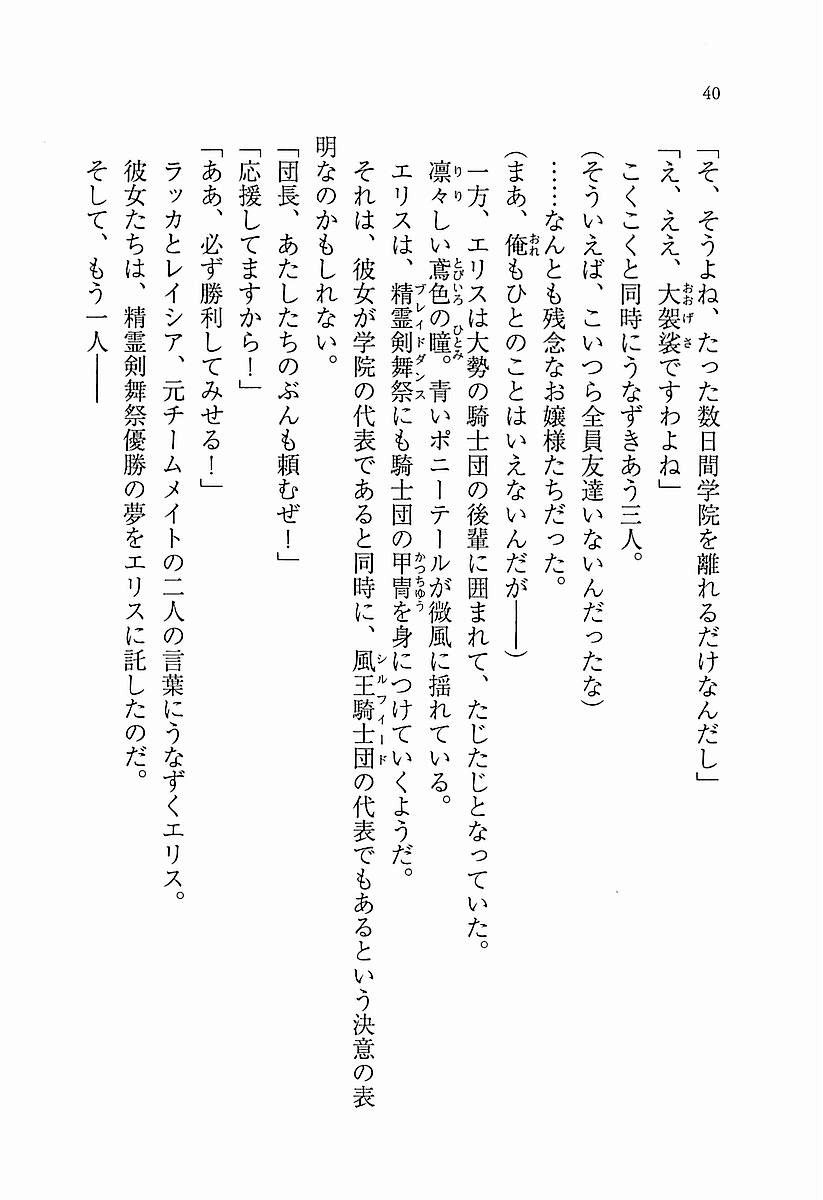 40
「そ、そうよね、たった数日間学院を離れるだけなんだし」
「え、ええ、大袈裟ですわよね」
こくこくと同時にうなずきあう三人。
(そういえば、こいつら全員友達いないんだったな)
……なんとも残念なお嬢様たちだった。
(まあ、俺もひとのことはいえないんだが――)
一方、エリスは大勢の騎士団の後輩に囲まれて、たじたじとなっていた。
凛々しい鳶色の瞳。青いポニーテールが微風に揺れている。
エリスは、精霊剣舞祭にも騎士団の甲冑を身につけていくようだ。
それは、彼女が学院の代表であると同時に、風王騎士団の代表でもあるという決意の表
明なのかもしれない。
「団長、あたしたちのぶんも頼むぜ！」
「応援してますから！」
「ああ、必ず勝利してみせる！」
ラッカとレイシア、元チームメイトの二人の言葉にうなずくエリス。
彼女たちは、精霊剣舞祭優勝の夢をエリスに託したのだ。
そして、もう一人――